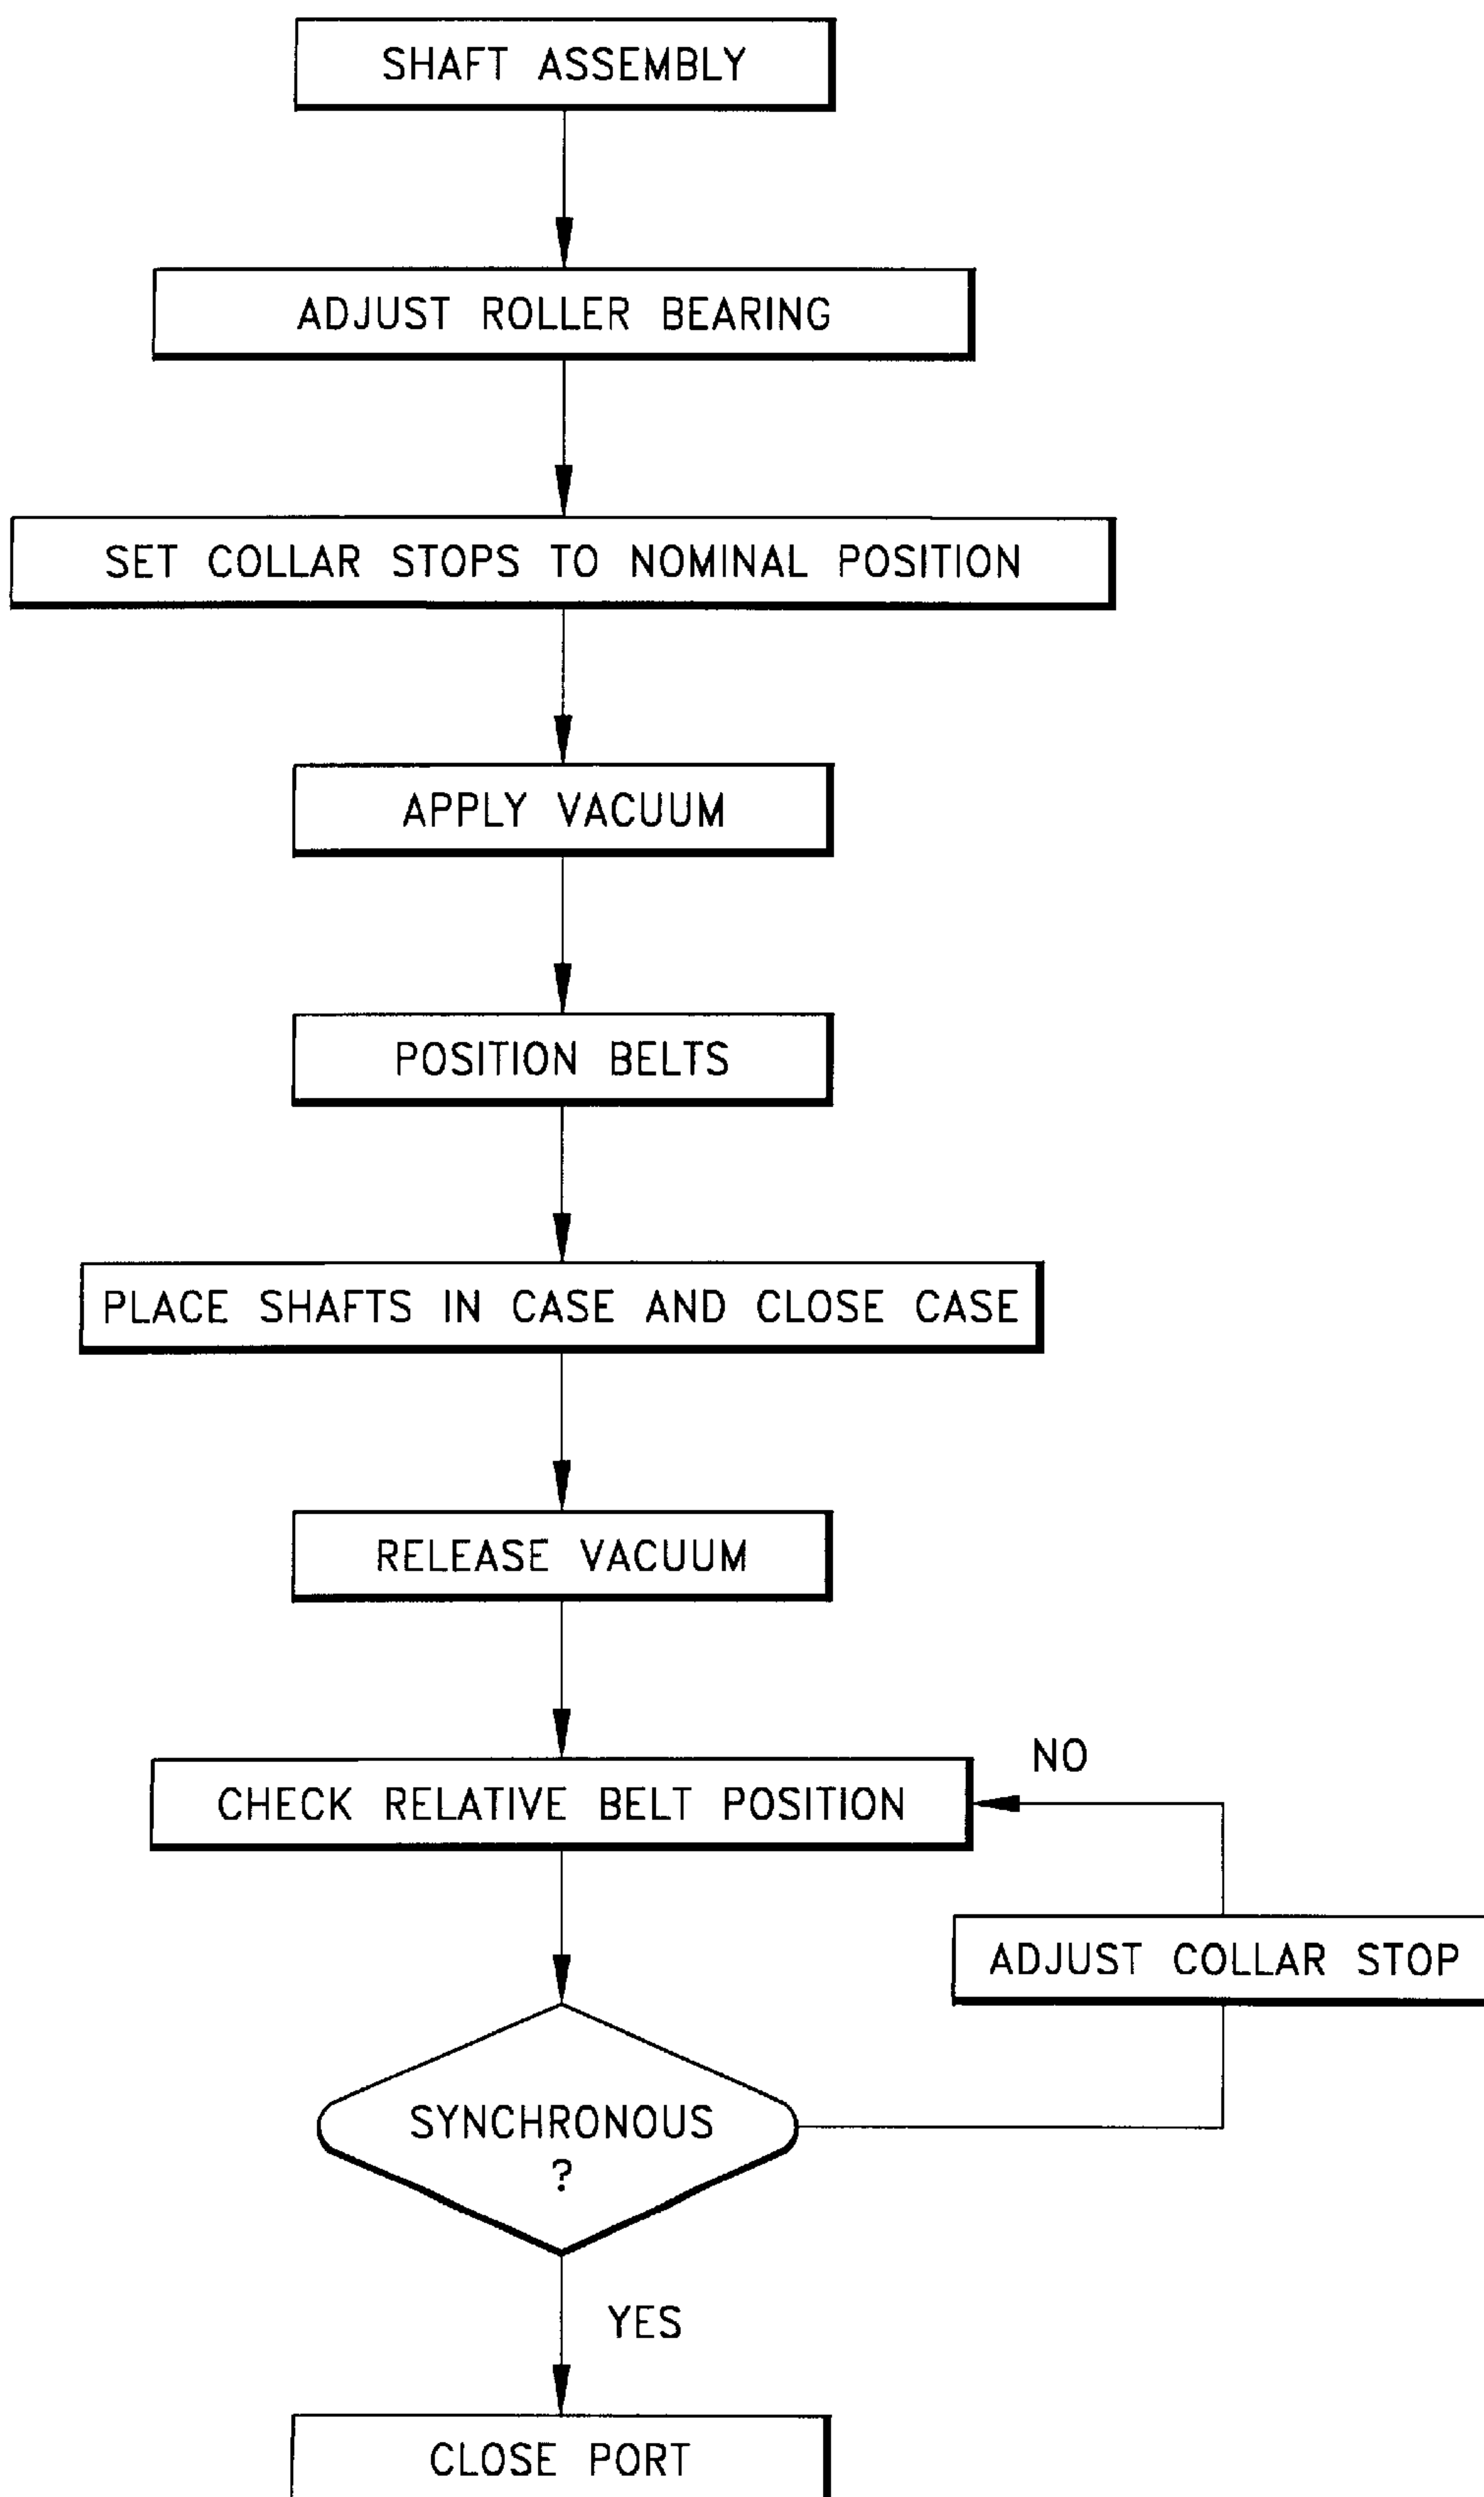 SHAFT ASSEMBLY
ADJUST ROLLER BEARING
SET COLLAR STOPS TO NOMINAL POSITION
APPLY VACUUM
POSITION BELTS
PLACE SHAFTS IN CASE AND CLOSE CASE
RELEASE VACUUM
NO
CHECK RELATIVE BELT POSITION
ADJUST COLLAR STOP
SYNCHRONOUS
?
YES
CLOSE PORT